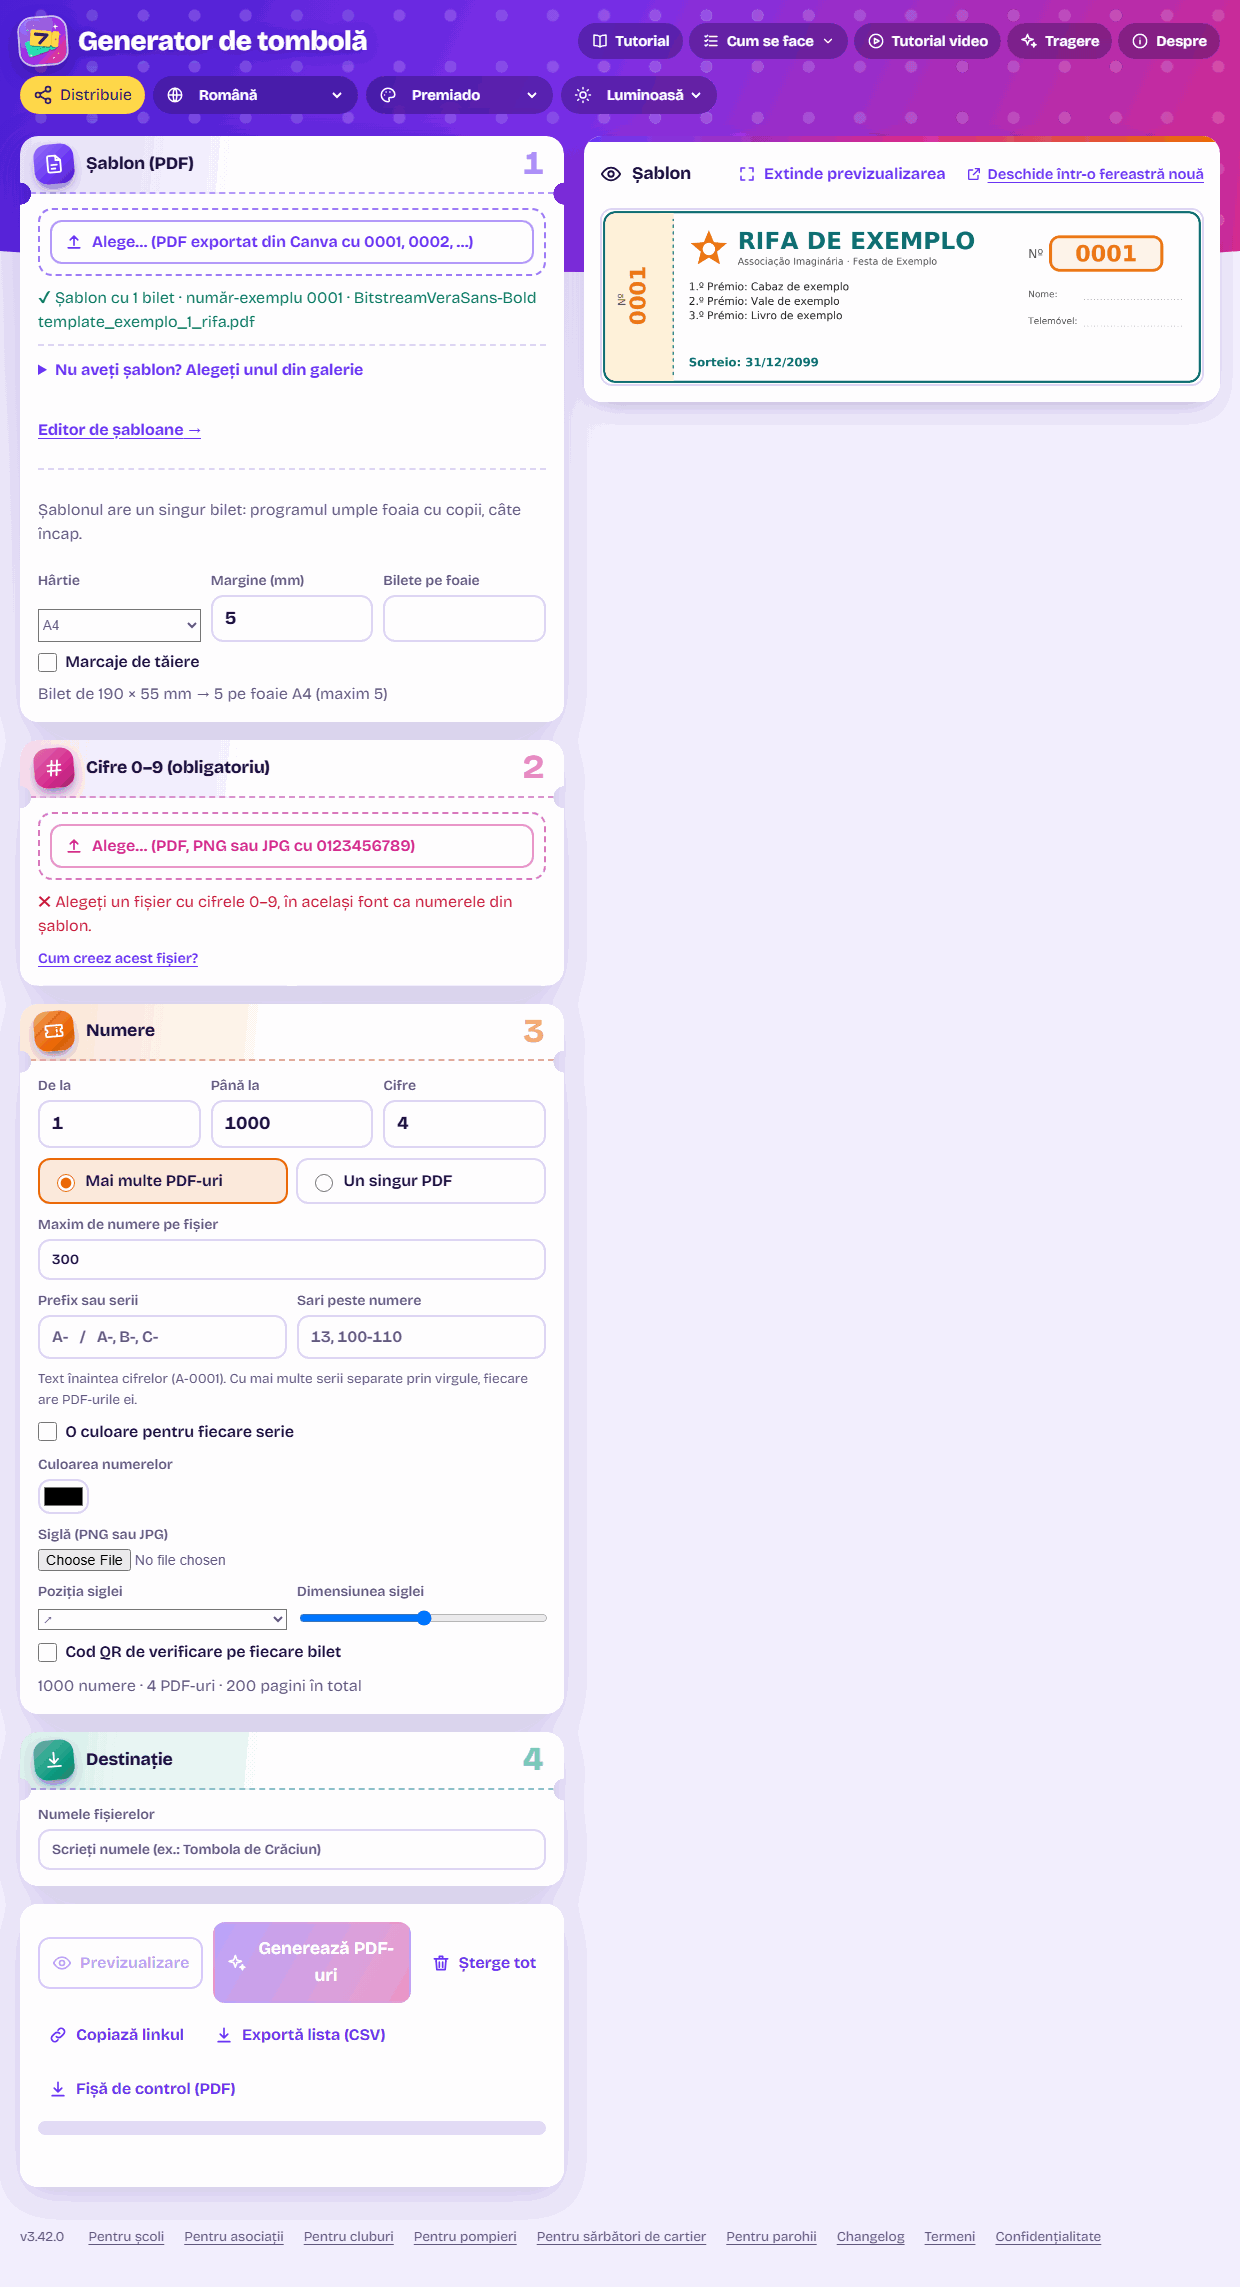 Generator de tombolă
Tutorial
Cum se face
Tutorial video
Tragere
Despre
Distribuie
Română
Premiado
Luminoasă
Șablon (PDF)
1
Alege... (PDF exportat din Canva cu 0001, 0002, ...)
✓ Șablon cu 1 bilet · număr-exemplu 0001 · BitstreamVeraSans-Bold
template_exemplo_1_rifa.pdf
Nu aveți șablon? Alegeți unul din galerie
Editor de șabloane →
Șablonul are un singur bilet: programul umple foaia cu copii, câte
încap.
Hârtie
Margine (mm)
Bilete pe foaie
A4
5
Marcaje de tăiere
Bilet de 190 × 55 mm → 5 pe foaie A4 (maxim 5)
Cifre 0–9 (obligatoriu)
2
Alege... (PDF, PNG sau JPG cu 0123456789)
✕ Alegeți un fișier cu cifrele 0–9, în același font ca numerele din
șablon.
Cum creez acest fișier?
Numere
3
De la
Până la
Cifre
1
1000
4
Mai multe PDF-uri
Un singur PDF
Maxim de numere pe fișier
300
Prefix sau serii
Sari peste numere
A-   /   A-, B-, C-
13, 100-110
Text înaintea cifrelor (A-0001). Cu mai multe serii separate prin virgule, fiecare
are PDF-urile ei.
O culoare pentru fiecare serie
Culoarea numerelor
Siglă (PNG sau JPG)
Choose File No file chosen
Poziția siglei
Dimensiunea siglei
↗
Cod QR de verificare pe fiecare bilet
1000 numere · 4 PDF-uri · 200 pagini în total
Destinație
4
Numele fișierelor
Scrieți numele (ex.: Tombola de Crăciun)
Previzualizare
Generează PDF-
uri
Șterge tot
Copiază linkul
Exportă lista (CSV)
Fișă de control (PDF)
Șablon
Extinde previzualizarea
Deschide într-o fereastră nouă
Nº
0001
RIFA DE EXEMPLO
Associação Imaginária · Festa de Exemplo
1.º Prémio: Cabaz de exemplo
2.º Prémio: Vale de exemplo
3.º Prémio: Livro de exemplo
Sorteio: 31/12/2099
Nº 0001
Nome:
Telemóvel:
v3.42.0
Pentru școli
Pentru asociații
Pentru cluburi
Pentru pompieri
Pentru sărbători de cartier
Pentru parohii
Changelog
Termeni
Confidențialitate